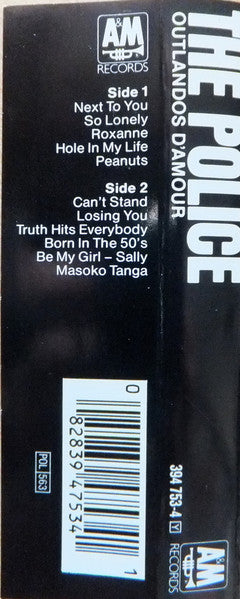 A&M
RECORDS
Side 1
Next To You
So Lonely
Roxanne
Hole In My Life
Peanuts
Side 2
Can't Stand
Losing You
Truth Hits Everybody
Born In The 50's
Be My Girl – Sally
Masoko Tanga
POL 563
0 82839 47534 1
THE POLICE
OUTLANDOS D'AMOUR
394 753-4 Y
A&M
RECORDS